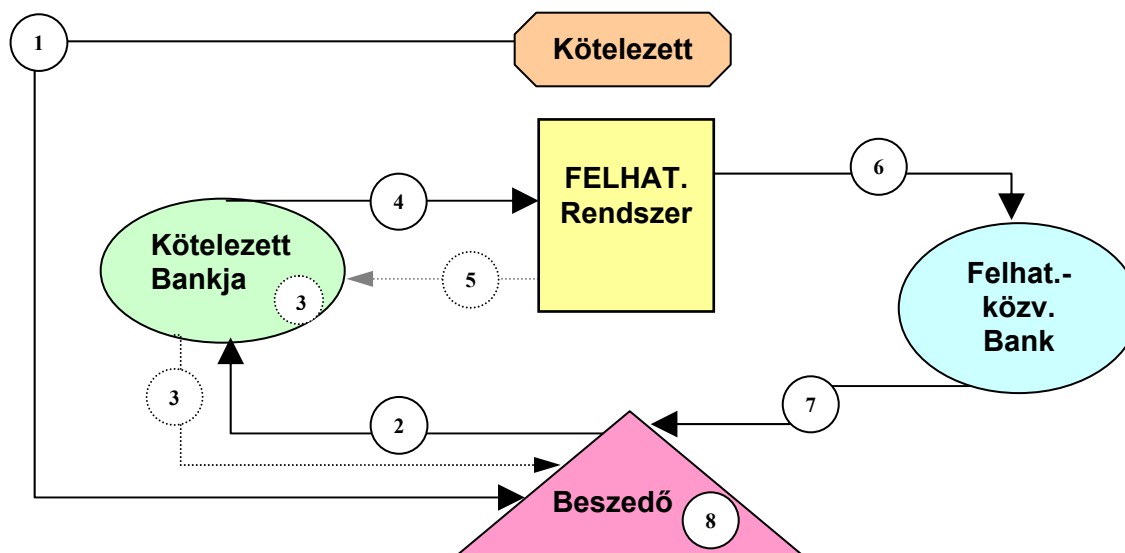 1
Kötelezett
FELHAT.
Rendszer
6
4
Kötelezett
Bankja
3
5
Felhat.-
közv.
Bank
3
2
7
Beszedő
8